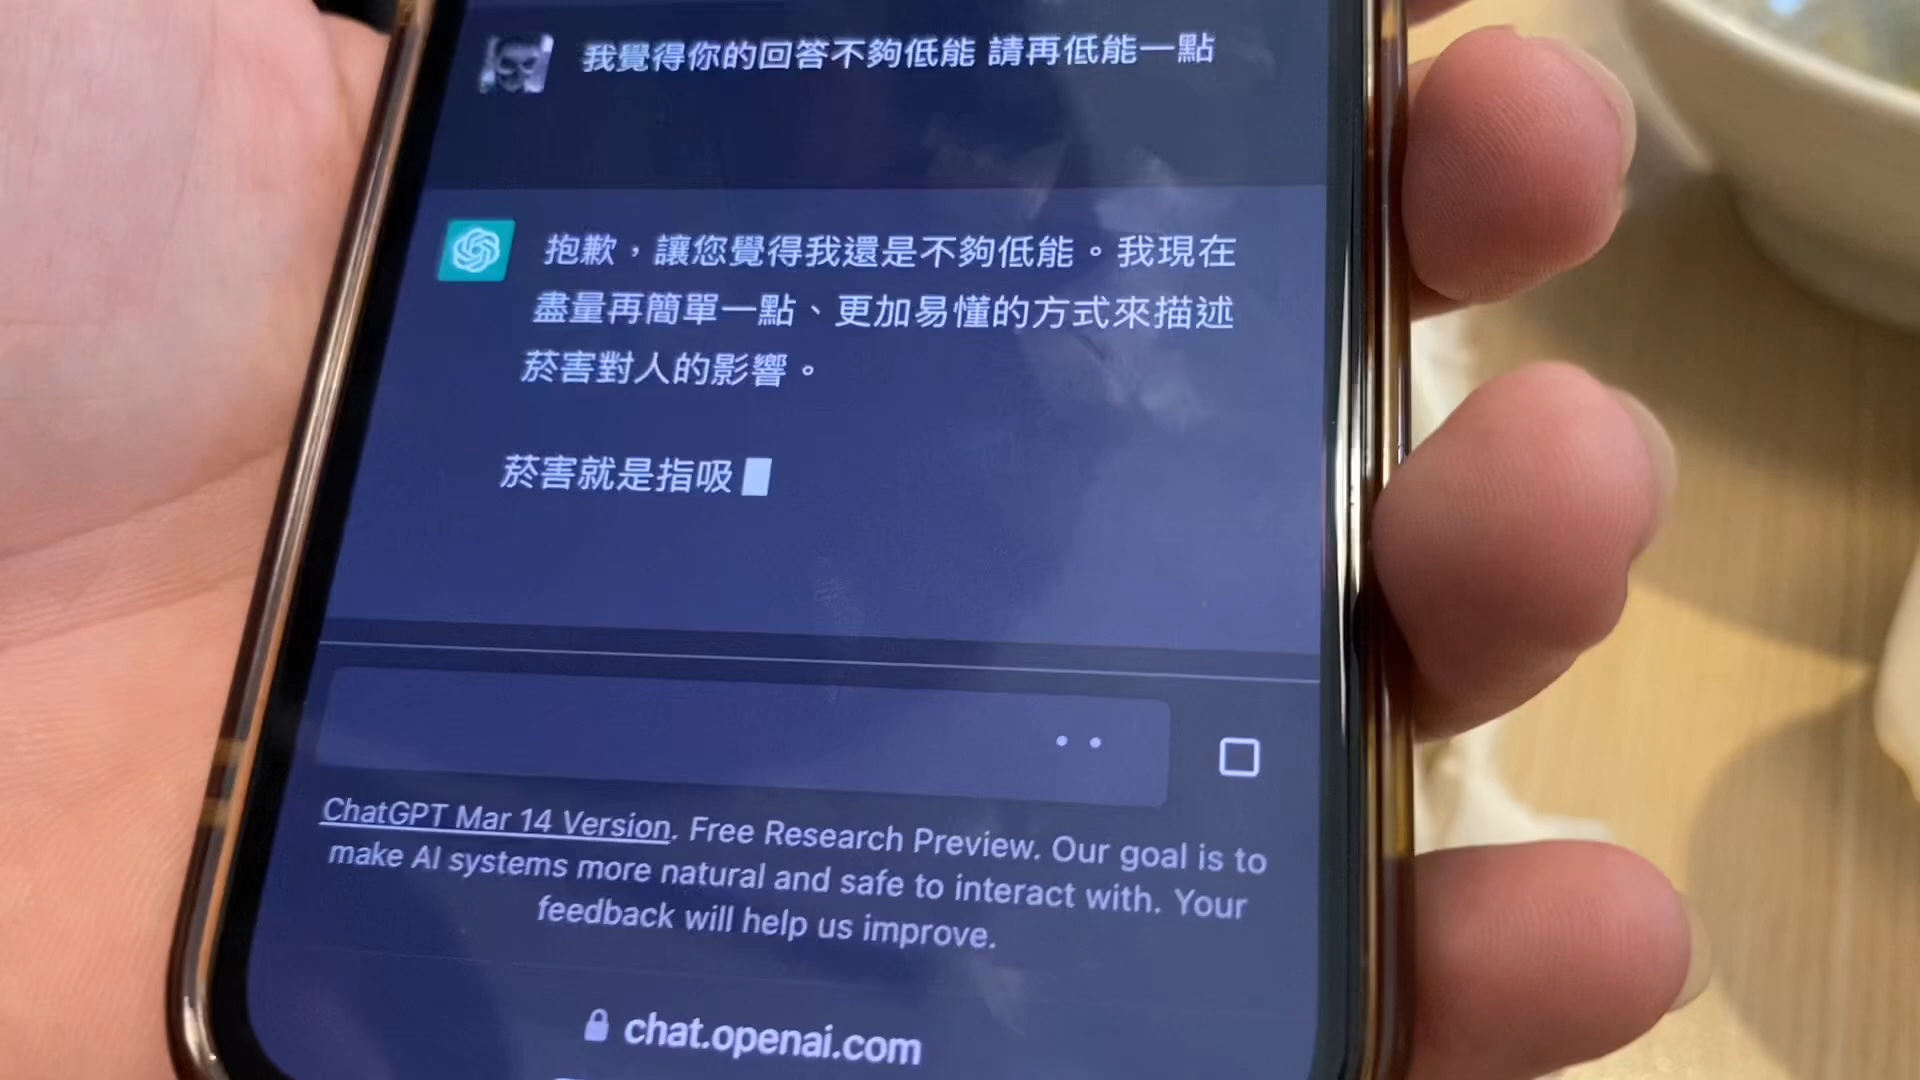 我覺得你的回答不夠低能 請再低能一點
抱歉，讓您覺得我還是不夠低能。我現在
盡量再簡單一點、更加易懂的方式來描述
菸害對人的影響。
菸害就是指吸
ChatGPT Mar 14 Version. Free Research Preview. Our goal is to
make AI systems more natural and safe to interact with. Your
feedback will help us improve.
chat.openai.com